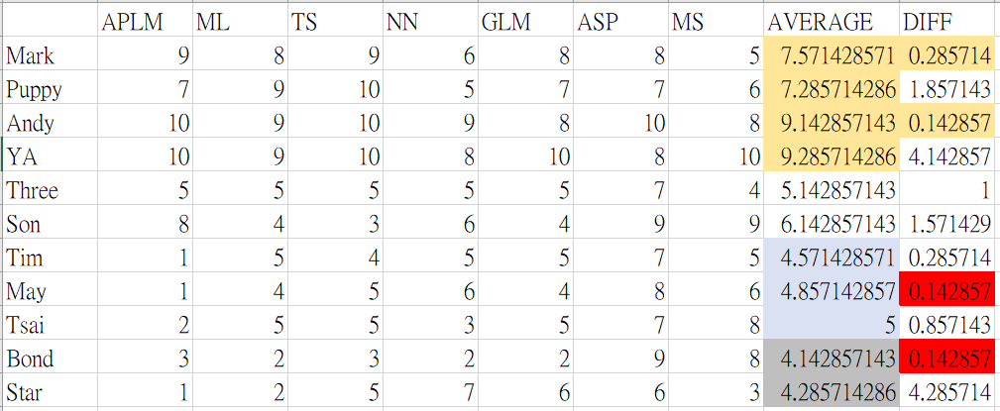 APLM ML TS NN GLM ASP MS AVERAGE DIFF
Mark 9 8 9 6 8 8 5 7.571428571 0.285714
Puppy 7 9 10 5 7 7 6 7.285714286 1.857143
Andy 10 9 10 9 8 10 8 9.142857143 0.142857
YA 10 9 10 8 10 8 10 9.285714286 4.142857
Three 5 5 5 5 5 7 4 5.142857143 1
Son 8 4 3 6 4 9 9 6.142857143 1.571429
Tim 1 5 4 5 5 7 5 4.571428571 0.285714
May 1 4 5 6 4 8 6 4.857142857 0.142857
Tsai 2 5 5 3 5 7 8 5 0.857143
Bond 3 2 3 2 2 9 8 4.142857143 0.142857
Star 1 2 5 7 6 6 3 4.285714286 4.285714